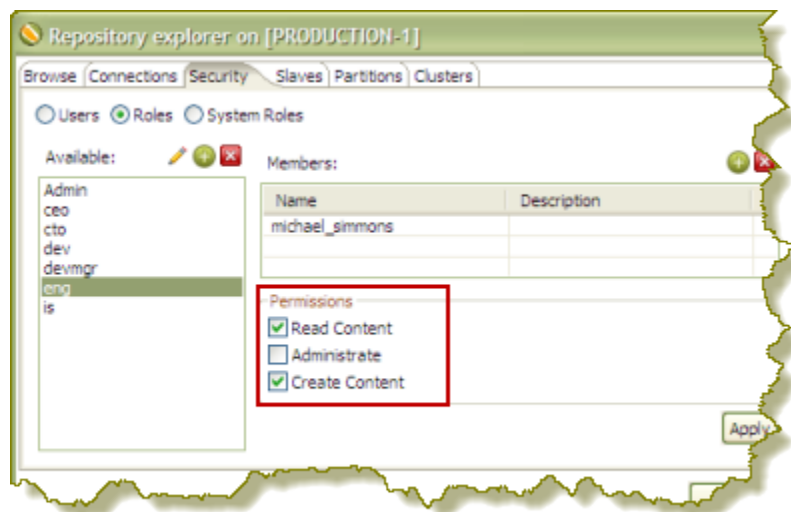 Repository explorer on [PRODUCTION-1]
Browse Connections Security Slaves Partitions Clusters
Users Roles System Roles
Available:
Members:
Admin
ceo
cto
dev
devmgr
eng
is
Name Description
michael_simmons
Permissions
Read Content
Administrate
Create Content
Apply